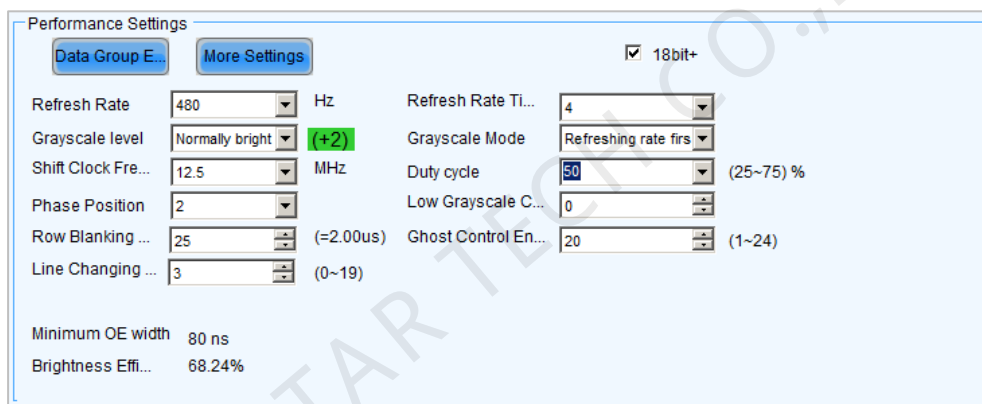 Performance Settings
Data Group E... More Settings 18bit+
Refresh Rate 480 Hz Refresh Rate Ti... 4
Grayscale level Normally bright (+2) Grayscale Mode Refreshing rate firs
Shift Clock Fre... 12.5 MHz Duty cycle 50 (25~75) %
Phase Position 2 Low Grayscale C... 0
Row Blanking ... 25 (=2.00us) Ghost Control En... 20 (1~24)
Line Changing ... 3 (0~19)
Minimum OE width 80 ns
Brightness Effi... 68.24%
TAR TECH CO.,